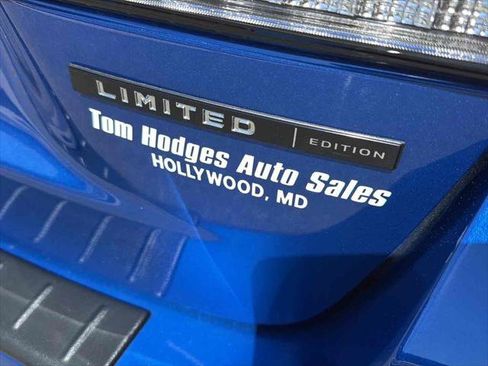 LIMITED | EDITION
Tom Hodges Auto Sales
HOLLYWOOD, MD